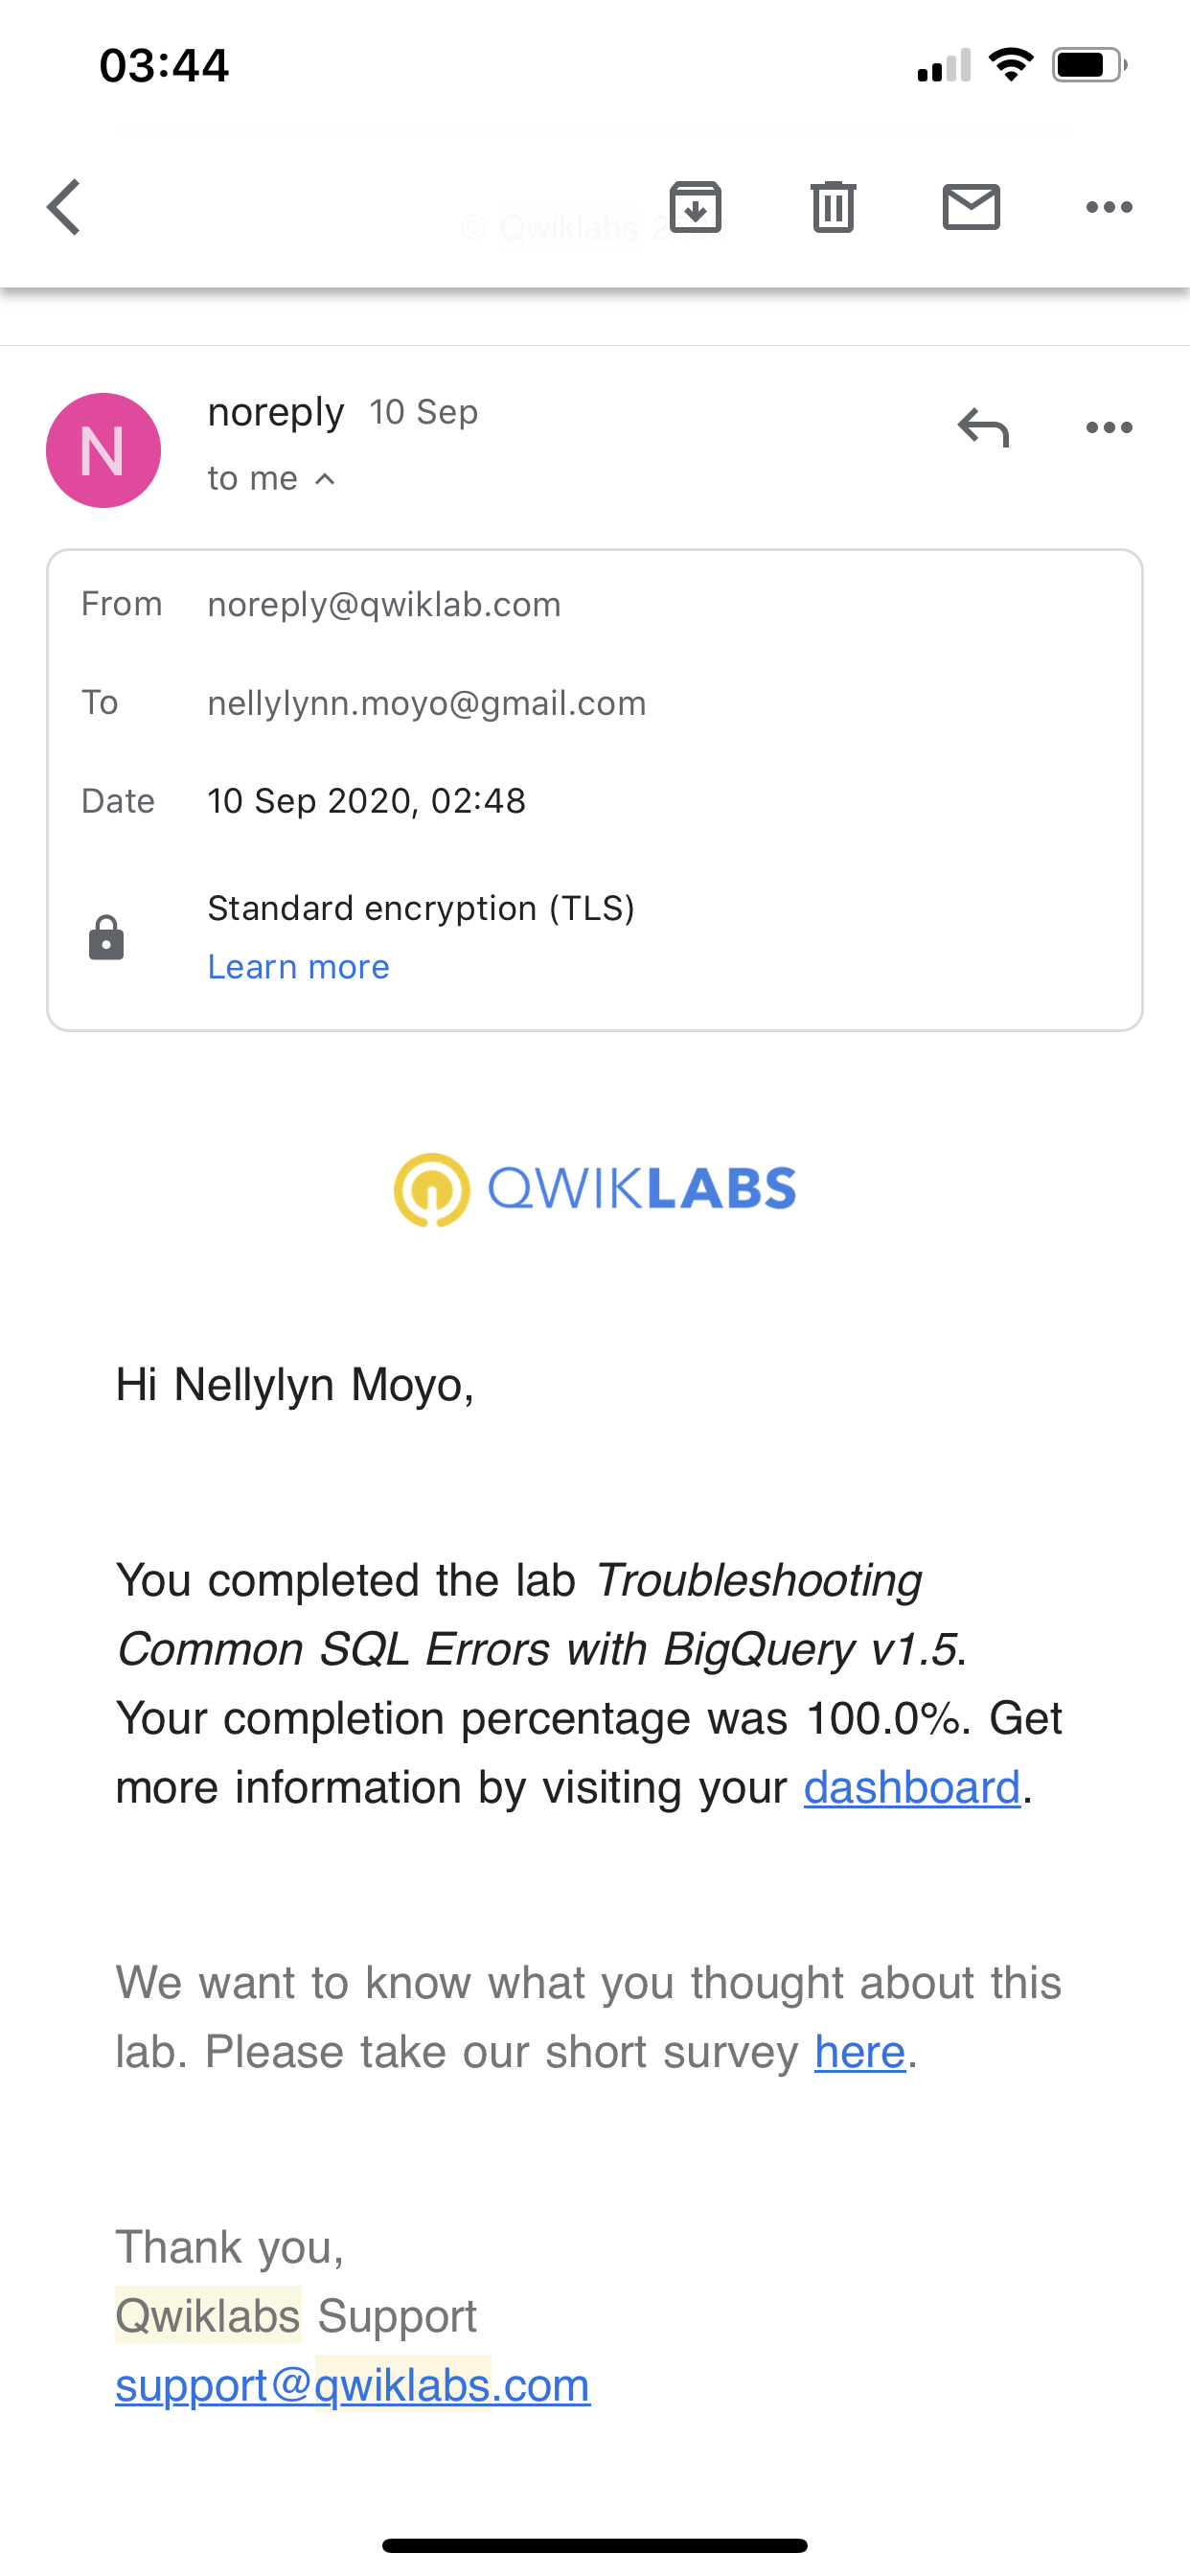 03:44
© Qwiklabs 2
noreply 10 Sep
to me
N
From noreply@qwiklab.com
To nellylynn.moyo@gmail.com
Date 10 Sep 2020, 02:48
Standard encryption (TLS)
Learn more
QWIKLABS
Hi Nellylyn Moyo,
You completed the lab Troubleshooting
Common SQL Errors with BigQuery v1.5.
Your completion percentage was 100.0%. Get
more information by visiting your dashboard.
We want to know what you thought about this
lab. Please take our short survey here.
Thank you,
Qwiklabs Support
support@qwiklabs.com